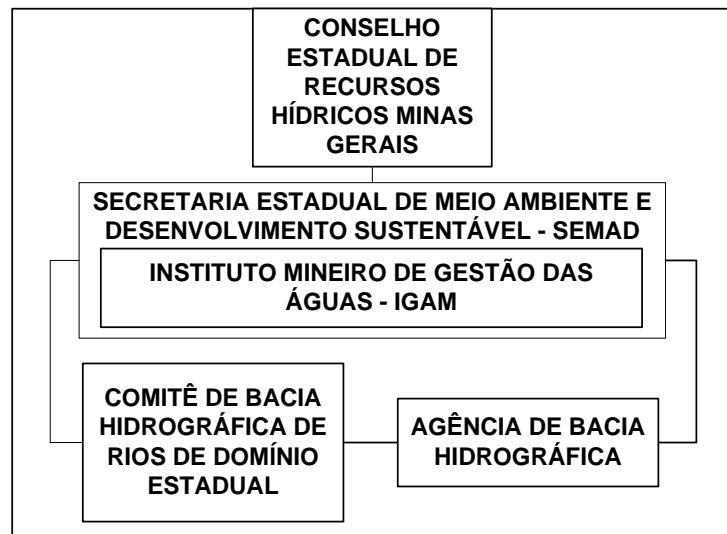 CONSELHO
ESTADUAL DE
RECURSOS
HÍDRICOS MINAS
GERAIS
SECRETARIA ESTADUAL DE MEIO AMBIENTE E
DESENVOLVIMENTO SUSTENTÁVEL - SEMAD
INSTITUTO MINEIRO DE GESTÃO DAS
ÁGUAS - IGAM
COMITÊ DE BACIA
HIDROGRÁFICA DE
RIOS DE DOMÍNIO
ESTADUAL
AGÊNCIA DE BACIA
HIDROGRÁFICA